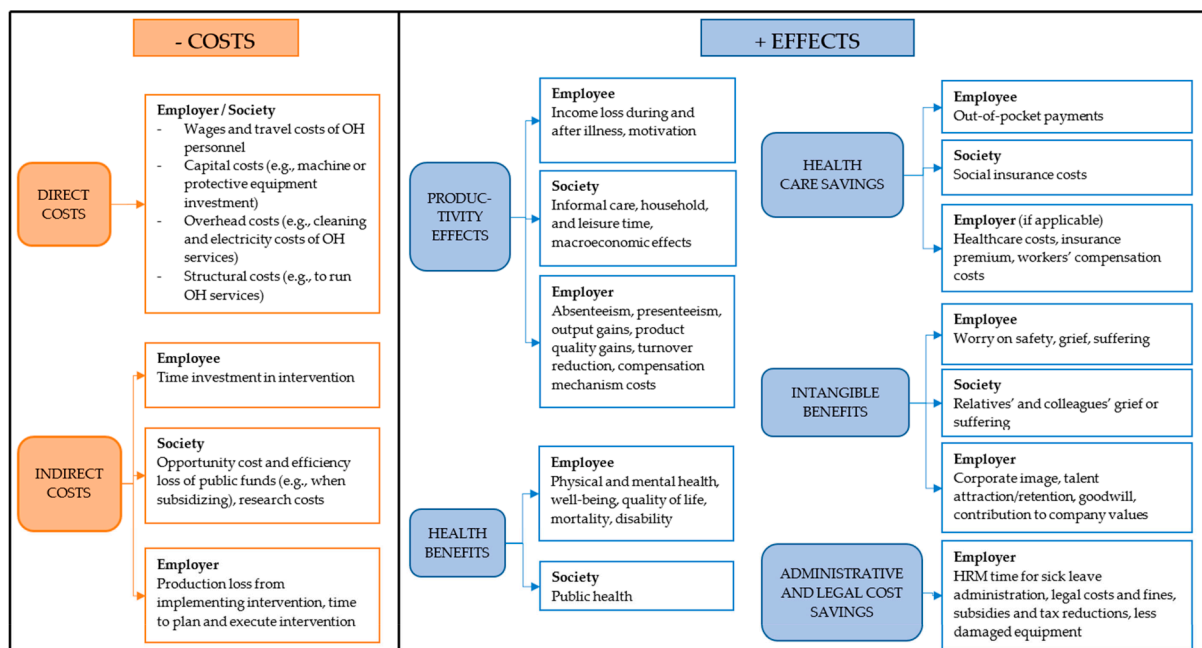 - COSTS
DIRECT
COSTS
Employer / Society
- Wages and travel costs of OH
personnel
- Capital costs (e.g., machine or
protective equipment
investment)
- Overhead costs (e.g., cleaning
and electricity costs of OH
services)
- Structural costs (e.g., to run
OH services)
INDIRECT
COSTS
Employee
Time investment in intervention
Society
Opportunity cost and efficiency
loss of public funds (e.g., when
subsidizing), research costs
Employer
Production loss from
implementing intervention, time
to plan and execute intervention
+ EFFECTS
PRODUC-
TIVITY
EFFECTS
Employee
Income loss during and
after illness, motivation
Society
Informal care, household,
and leisure time,
macroeconomic effects
Employer
Absenteeism, presenteeism,
output gains, product
quality gains, turnover
reduction, compensation
mechanism costs
HEALTH
BENEFITS
Employee
Physical and mental health,
well-being, quality of life,
mortality, disability
Society
Public health
HEALTH
CARE SAVINGS
Employee
Out-of-pocket payments
Society
Social insurance costs
Employer (if applicable)
Healthcare costs, insurance
premium, workers' compensation
costs
INTANGIBLE
BENEFITS
Employee
Worry on safety, grief, suffering
Society
Relatives' and colleagues' grief or
suffering
Employer
Corporate image, talent
attraction/retention, goodwill,
contribution to company values
ADMINISTRATIVE
AND LEGAL COST
SAVINGS
Employer
HRM time for sick leave
administration, legal costs and fines,
subsidies and tax reductions, less
damaged equipment